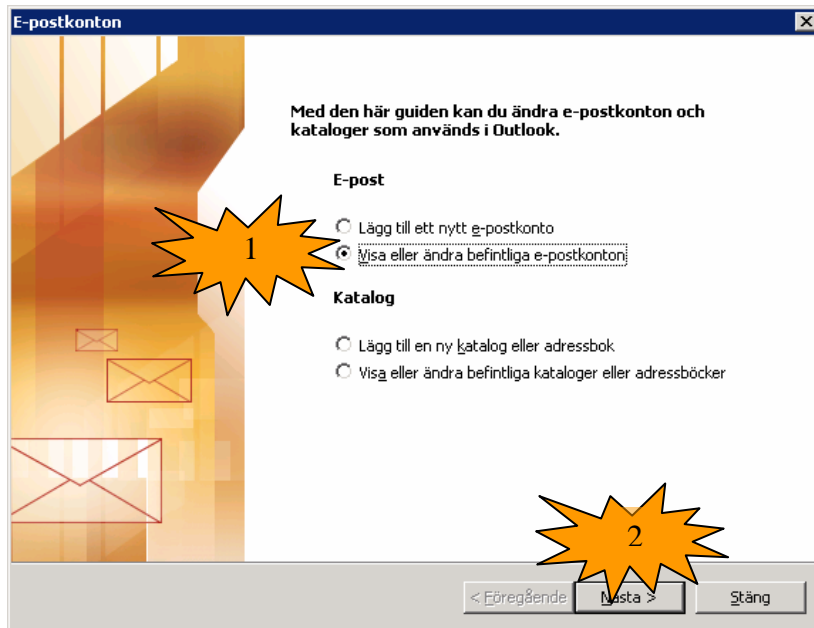 E-postkonton
Med den här guiden kan du ändra e-postkonton och
kataloger som används i Outlook.
E-post
Lägg till ett nytt e-postkonto
1
Visa eller ändra befintliga e-postkonton
Katalog
Lägg till en ny katalog eller adressbok
Visa eller ändra befintliga kataloger eller adressböcker
2
< Föregående Nästa > Stäng